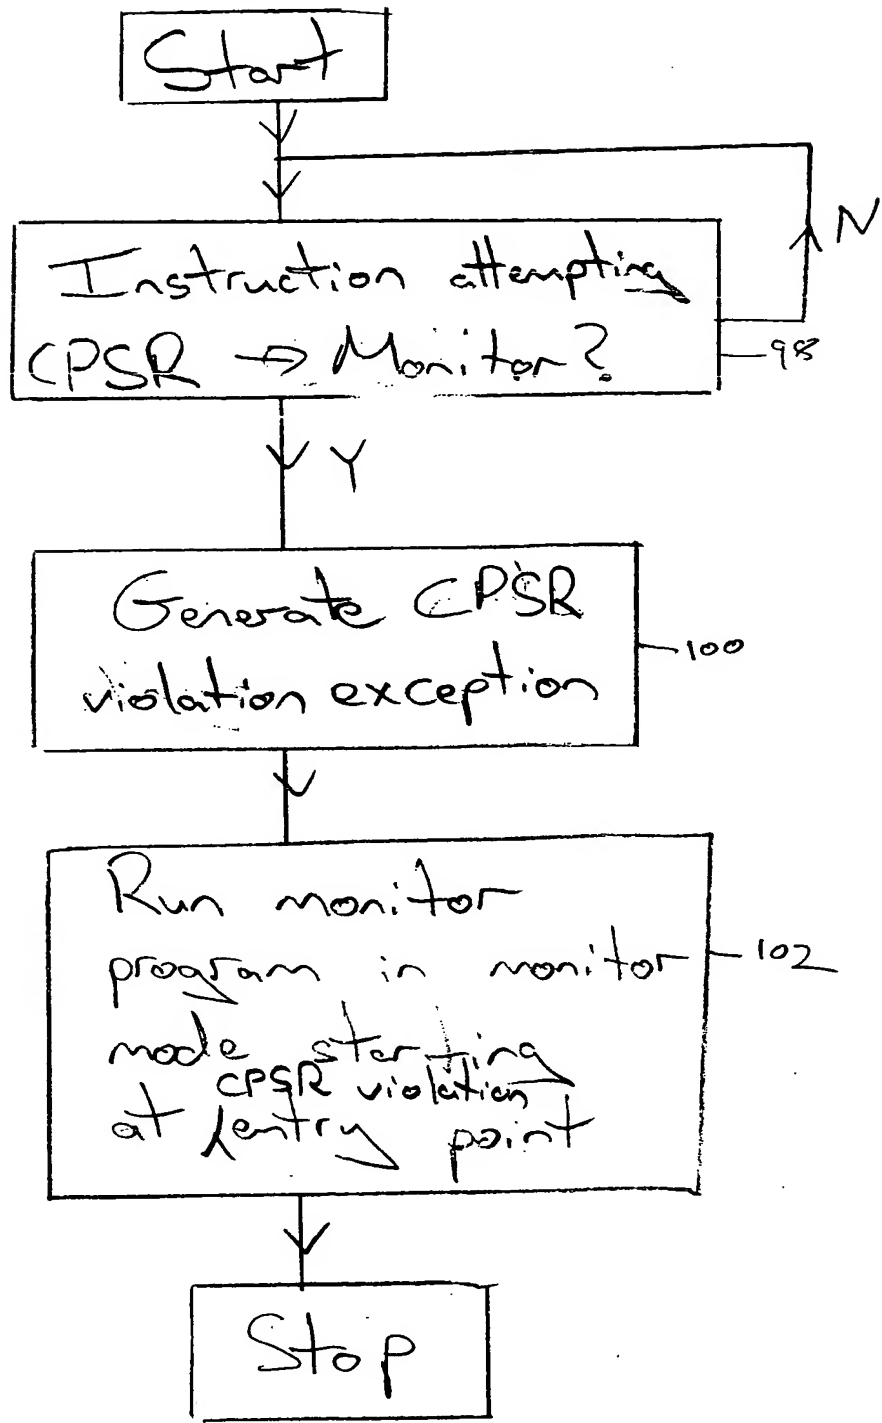 Start
N
Instruction attempting
CPSR → Monitor?
98
Y
Generate CPSR
violation exception
100
Run monitor
program in monitor
102
mode starting
CPSR violation
at entry point
Stop